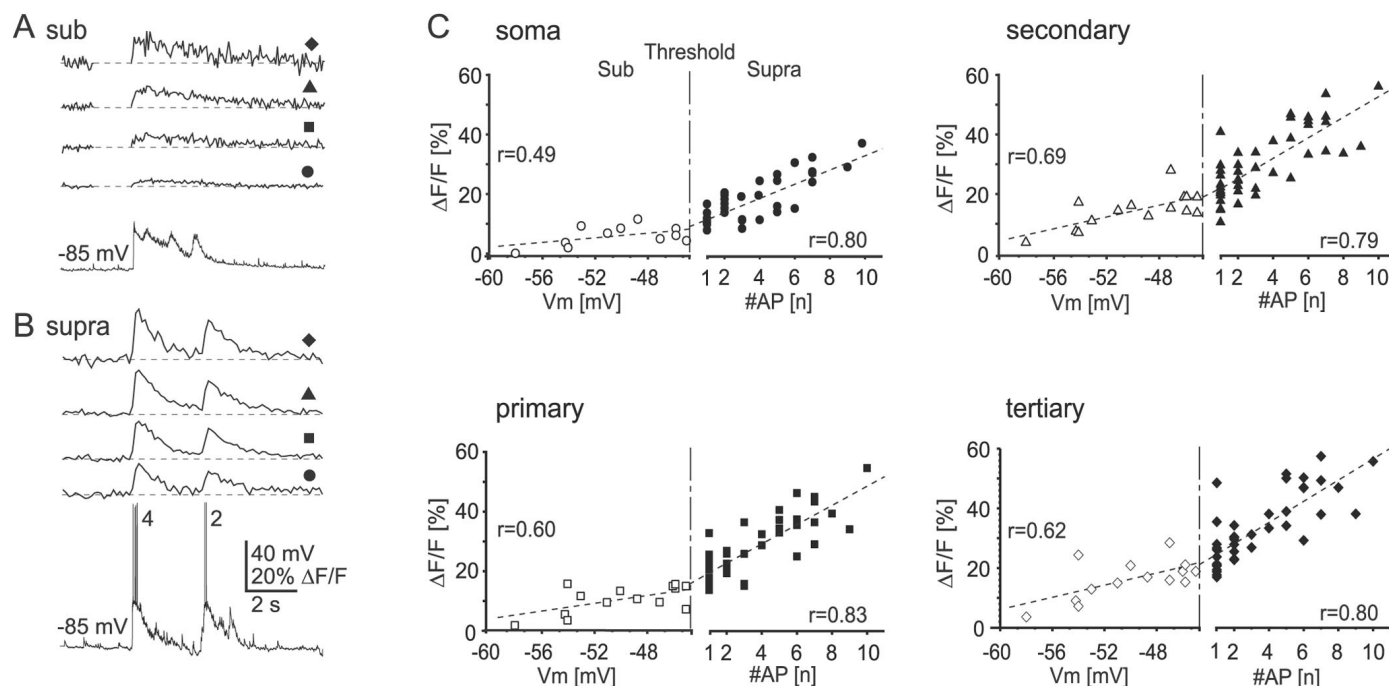 A sub
-85 mV
B supra
4 2
40 mV
20% ΔF/F
2 s
-85 mV
C
soma
Threshold
Sub Supra
ΔF/F [%]
60
40
20
0
r=0.49
r=0.80
-60 -56 -52 -48 1 2 4 6 8 10
Vm [mV] #AP [n]
secondary
ΔF/F [%]
60
40
20
0
r=0.69
r=0.79
-60 -56 -52 -48 1 2 4 6 8 10
Vm [mV] #AP [n]
primary
ΔF/F [%]
60
40
20
0
r=0.60
r=0.83
-60 -56 -52 -48 1 2 4 6 8 10
Vm [mV] #AP [n]
tertiary
ΔF/F [%]
60
40
20
0
r=0.62
r=0.80
-60 -56 -52 -48 1 2 4 6 8 10
Vm [mV] #AP [n]